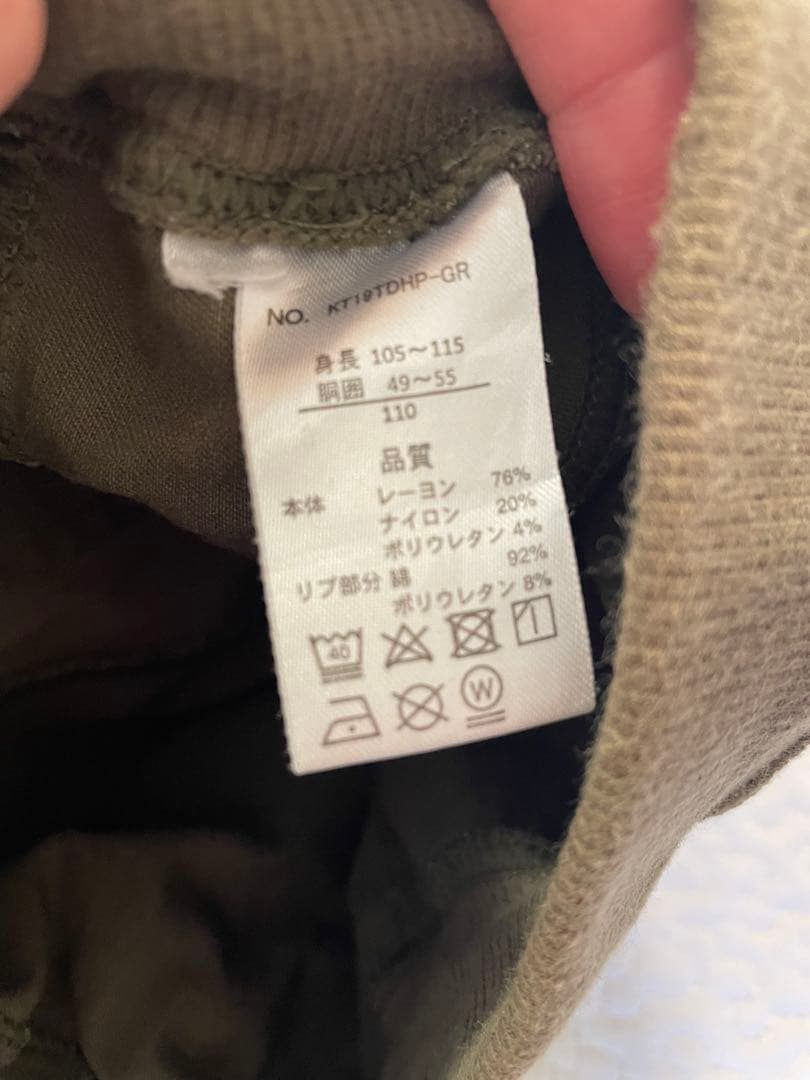 NO. KT19TDHP-GR
身長 105～115
胴囲 49～55
110
品質
本体 レーヨン 76%
ナイロン 20%
ポリウレタン 4%
リブ部分 綿 92%
ポリウレタン 8%
40
W